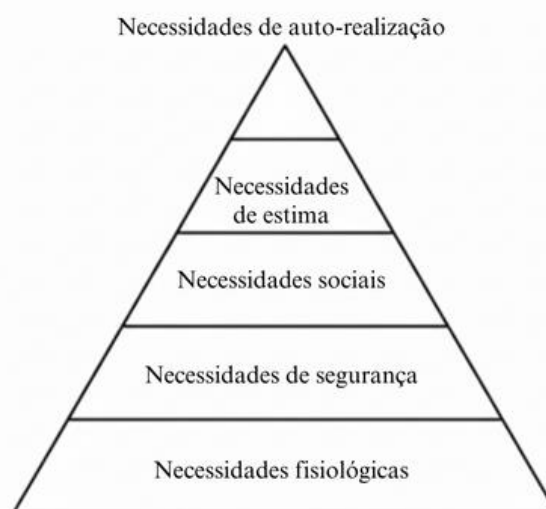 Necessidades de auto-realização
Necessidades
de estima
Necessidades sociais
Necessidades de segurança
Necessidades fisiológicas